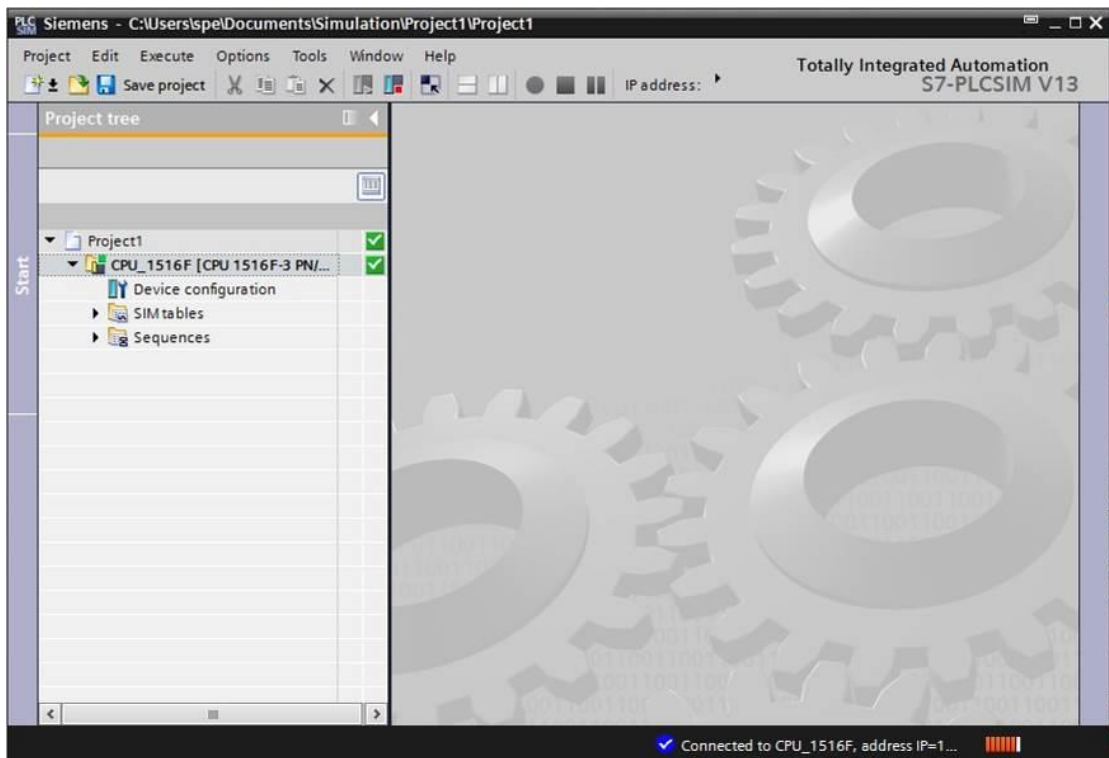 PLC SIM Siemens - C:\Users\spe\Documents\Simulation\Project1\Project1
Project Edit Execute Options Tools Window Help
Totally Integrated Automation
S7-PLCSIM V13
Save project
IP address:
Project tree
Start
Project1
CPU_1516F [CPU 1516F-3 PN/...
Device configuration
SIM tables
Sequences
Connected to CPU_1516F, address IP=1...